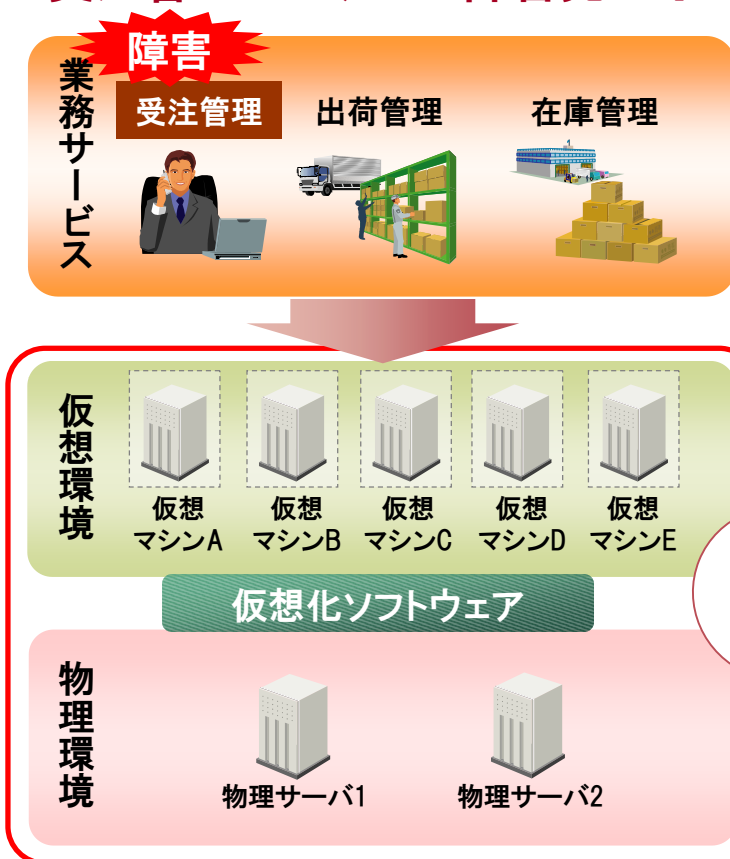 障害
業務サービス
受注管理
出荷管理
在庫管理
仮想環境
仮想
マシンA
仮想
マシンB
仮想
マシンC
仮想
マシンD
仮想
マシンE
仮想化ソフトウェア
物理環境
物理サーバ1
物理サーバ2